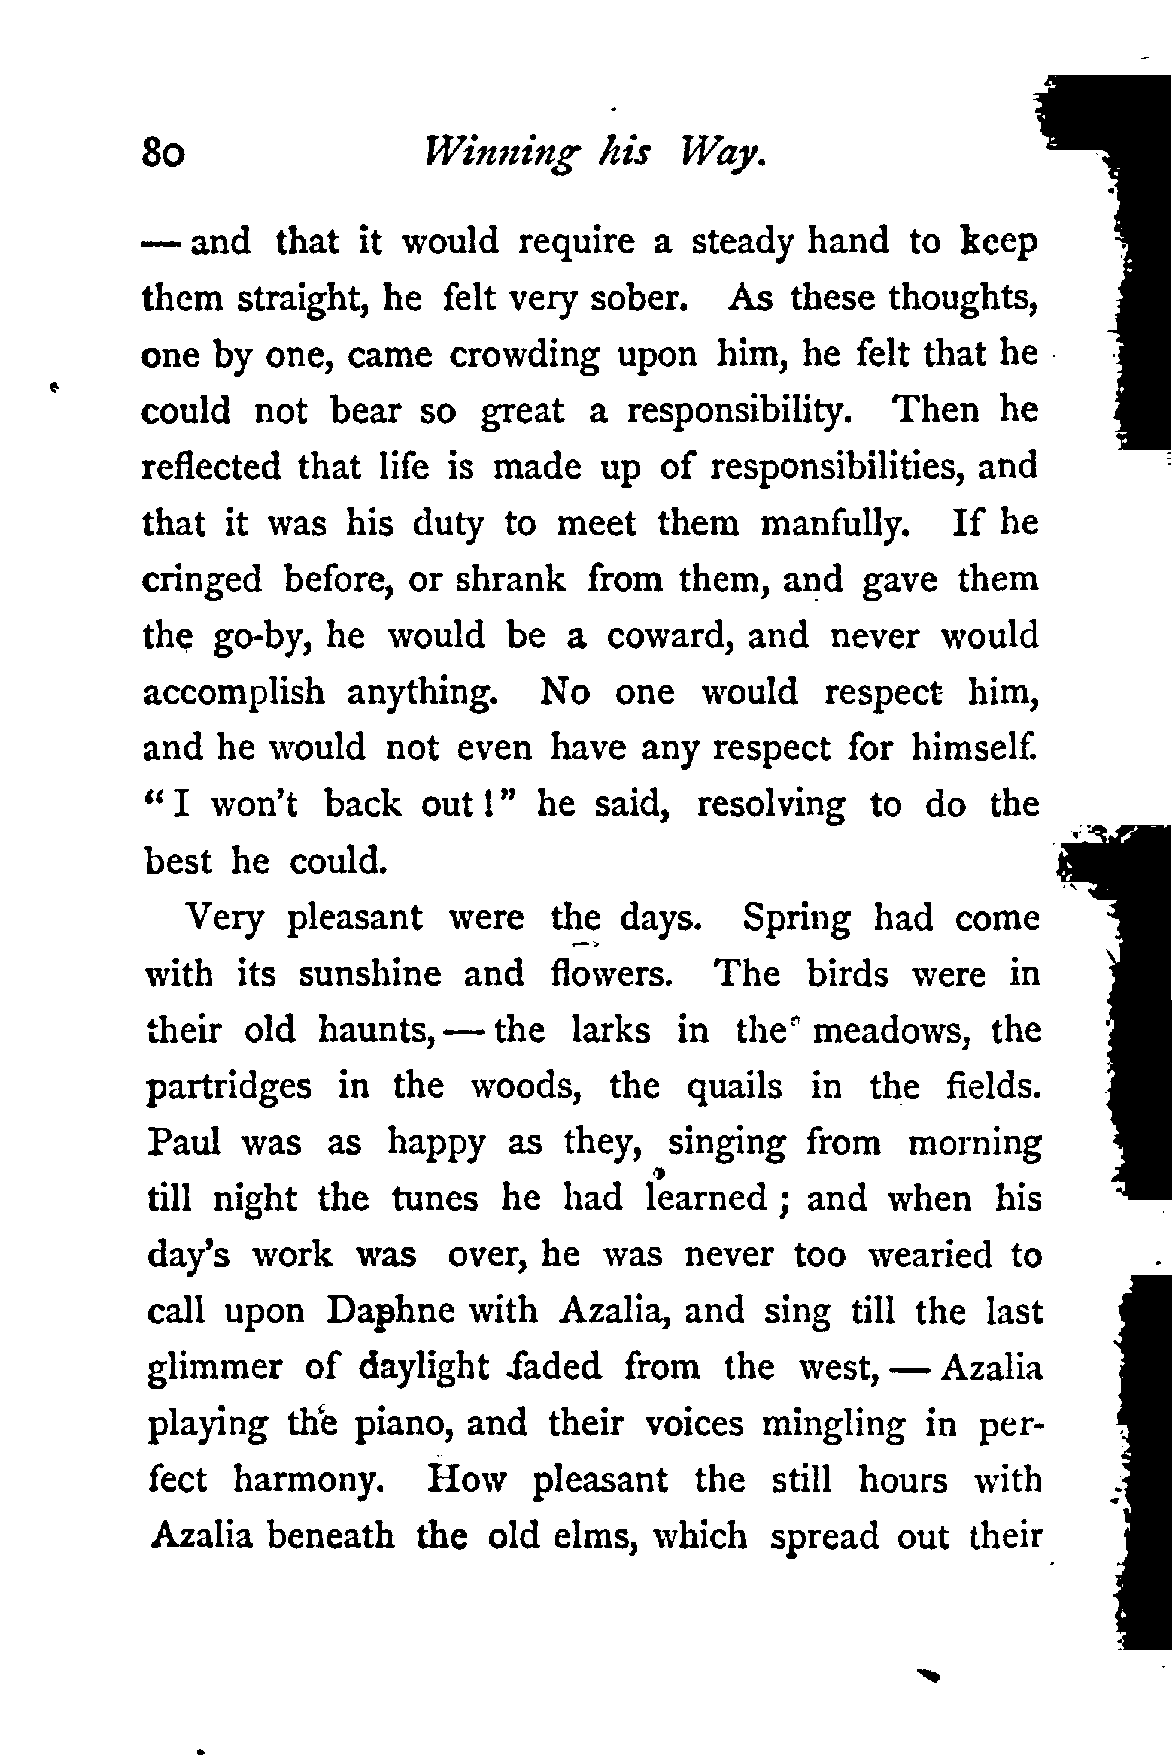 80 Winning his Way.
— and that it would require a steady hand to keep
them straight, he felt very sober. As these thoughts,
one by one, came crowding upon him, he felt that he
could not bear so great a responsibility. Then he
reflected that life is made up of responsibilities, and
that it was his duty to meet them manfully. If he
cringed before, or shrank from them, and gave them
the go-by, he would be a coward, and never would
accomplish anything. No one would respect him,
and he would not even have any respect for himself.
“I won't back out!” he said, resolving to do the
best he could.
Very pleasant were the days. Spring had come
with its sunshine and flowers. The birds were in
their old haunts, — the larks in the meadows, the
partridges in the woods, the quails in the fields.
Paul was as happy as they, singing from morning
till night the tunes he had learned; and when his
day's work was over, he was never too wearied to
call upon Daphne with Azalia, and sing till the last
glimmer of daylight faded from the west, — Azalia
playing the piano, and their voices mingling in per-
fect harmony. How pleasant the still hours with
Azalia beneath the old elms, which spread out their